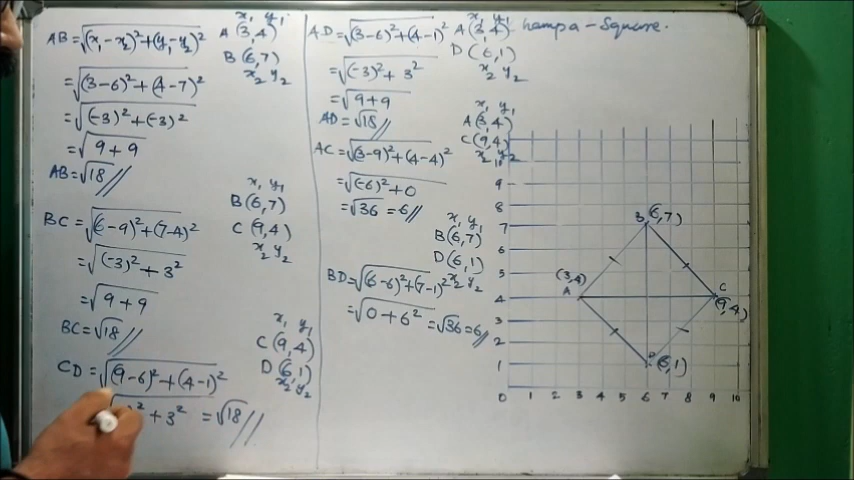 AB = √(x₁ - x₂)² + (y₁ - y₂)²
x₁ y₁
A (3,4)
B (6,7)
x₂ y₂
= √(3-6)² + (4-7)²
= √(-3)² + (-3)²
= √9 + 9
AB = √18 //
x₁ y₁
B (6,7)
C (9,4)
x₂ y₂
BC = √(6-9)² + (7-4)²
= √(-3)² + 3²
= √9 + 9
BC = √18 //
x₁ y₁
C (9,4)
D (6,1)
x₂ y₂
CD = √(9-6)² + (4-1)²
² + 3² = √18 //
AD = √(3-6)² + (4-1)²
x₁ y₁
A (3,4)
D (6,1)
x₂ y₂
= √(-3)² + 3²
= √9 + 9
AD = √18 //
x₁ y₁
A (3,4)
C (9,4)
x₂ y₂
AC = √(3-9)² + (4-4)²
= √(-6)² + 0
= √36 = 6 //
x₁ y₁
B (6,7)
D (6,1)
x₂ y₂
BD = √(6-6)² + (7-1)²
= √0 + 6² = √36 = 6 //
- Square.
9
8
7
6
5
4
3
2
1
0 1 2 3 4 5 6 7 8 9 10
B (6,7)
(3,4)
A
C
(9,4)
D (6,1)